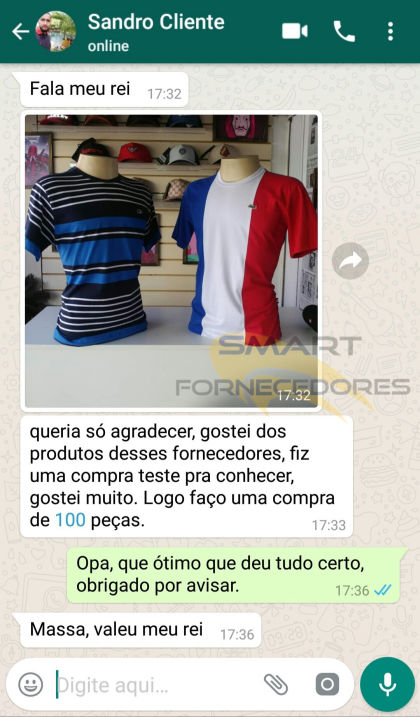 Sandro Cliente
online
Fala meu rei 17:32
SMART
FORNECEDORES
17:32
queria só agradecer, gostei dos
produtos desses fornecedores, fiz
uma compra teste pra conhecer,
gostei muito. Logo faço uma compra
de 100 peças. 17:33
Opa, que ótimo que deu tudo certo,
obrigado por avisar. 17:36
Massa, valeu meu rei 17:36
Digite aqui...